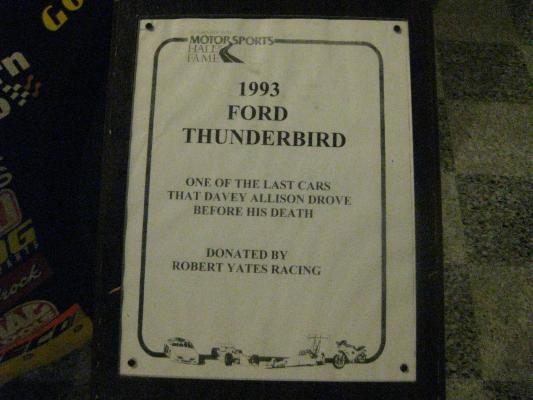 MOTORSPORTS
HALL OF
FAME
1993
FORD
THUNDERBIRD
ONE OF THE LAST CARS
THAT DAVEY ALLISON DROVE
BEFORE HIS DEATH
DONATED BY
ROBERT YATES RACING